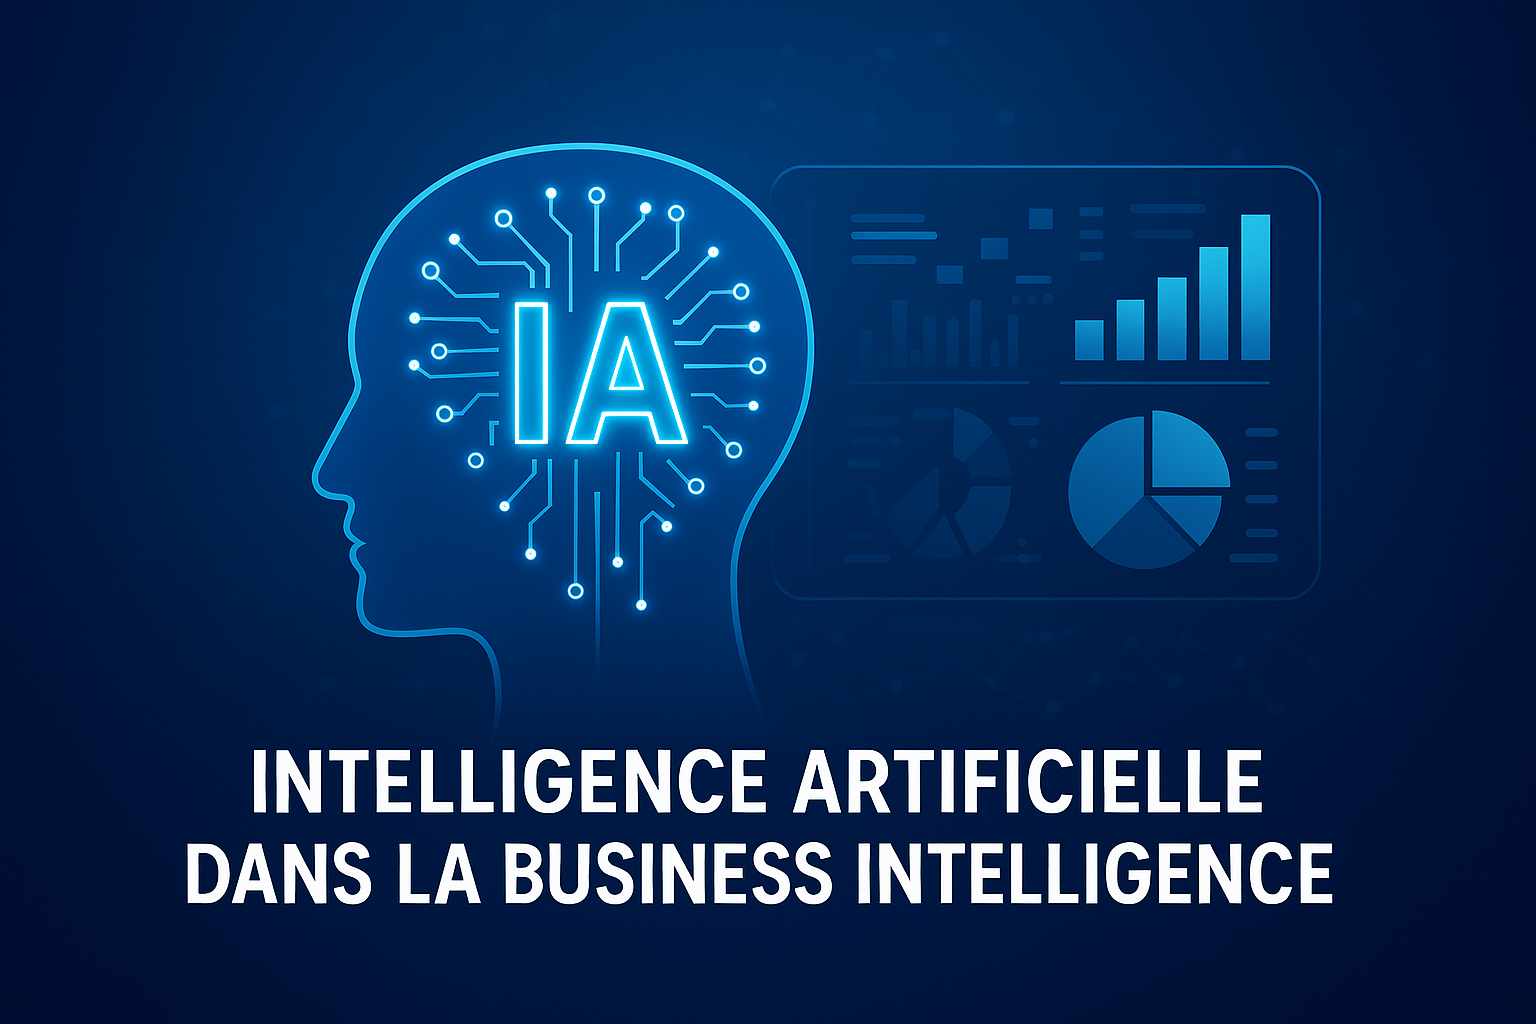 IA
INTELLIGENCE ARTIFICIELLE
DANS LA BUSINESS INTELLIGENCE